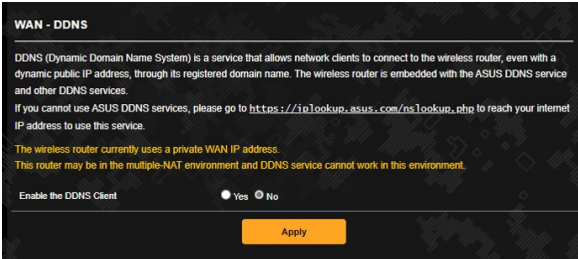 WAN - DDNS
DDNS (Dynamic Domain Name System) is a service that allows network clients to connect to the wireless router, even with a
dynamic public IP address, through its registered domain name. The wireless router is embedded with the ASUS DDNS service
and other DDNS services.
If you cannot use ASUS DDNS services, please go to https://iplookup.asus.com/nslookup.php to reach your internet
IP address to use this service.
The wireless router currently uses a private WAN IP address.
This router may be in the multiple-NAT environment and DDNS service cannot work in this environment.
Enable the DDNS Client Yes No
Apply